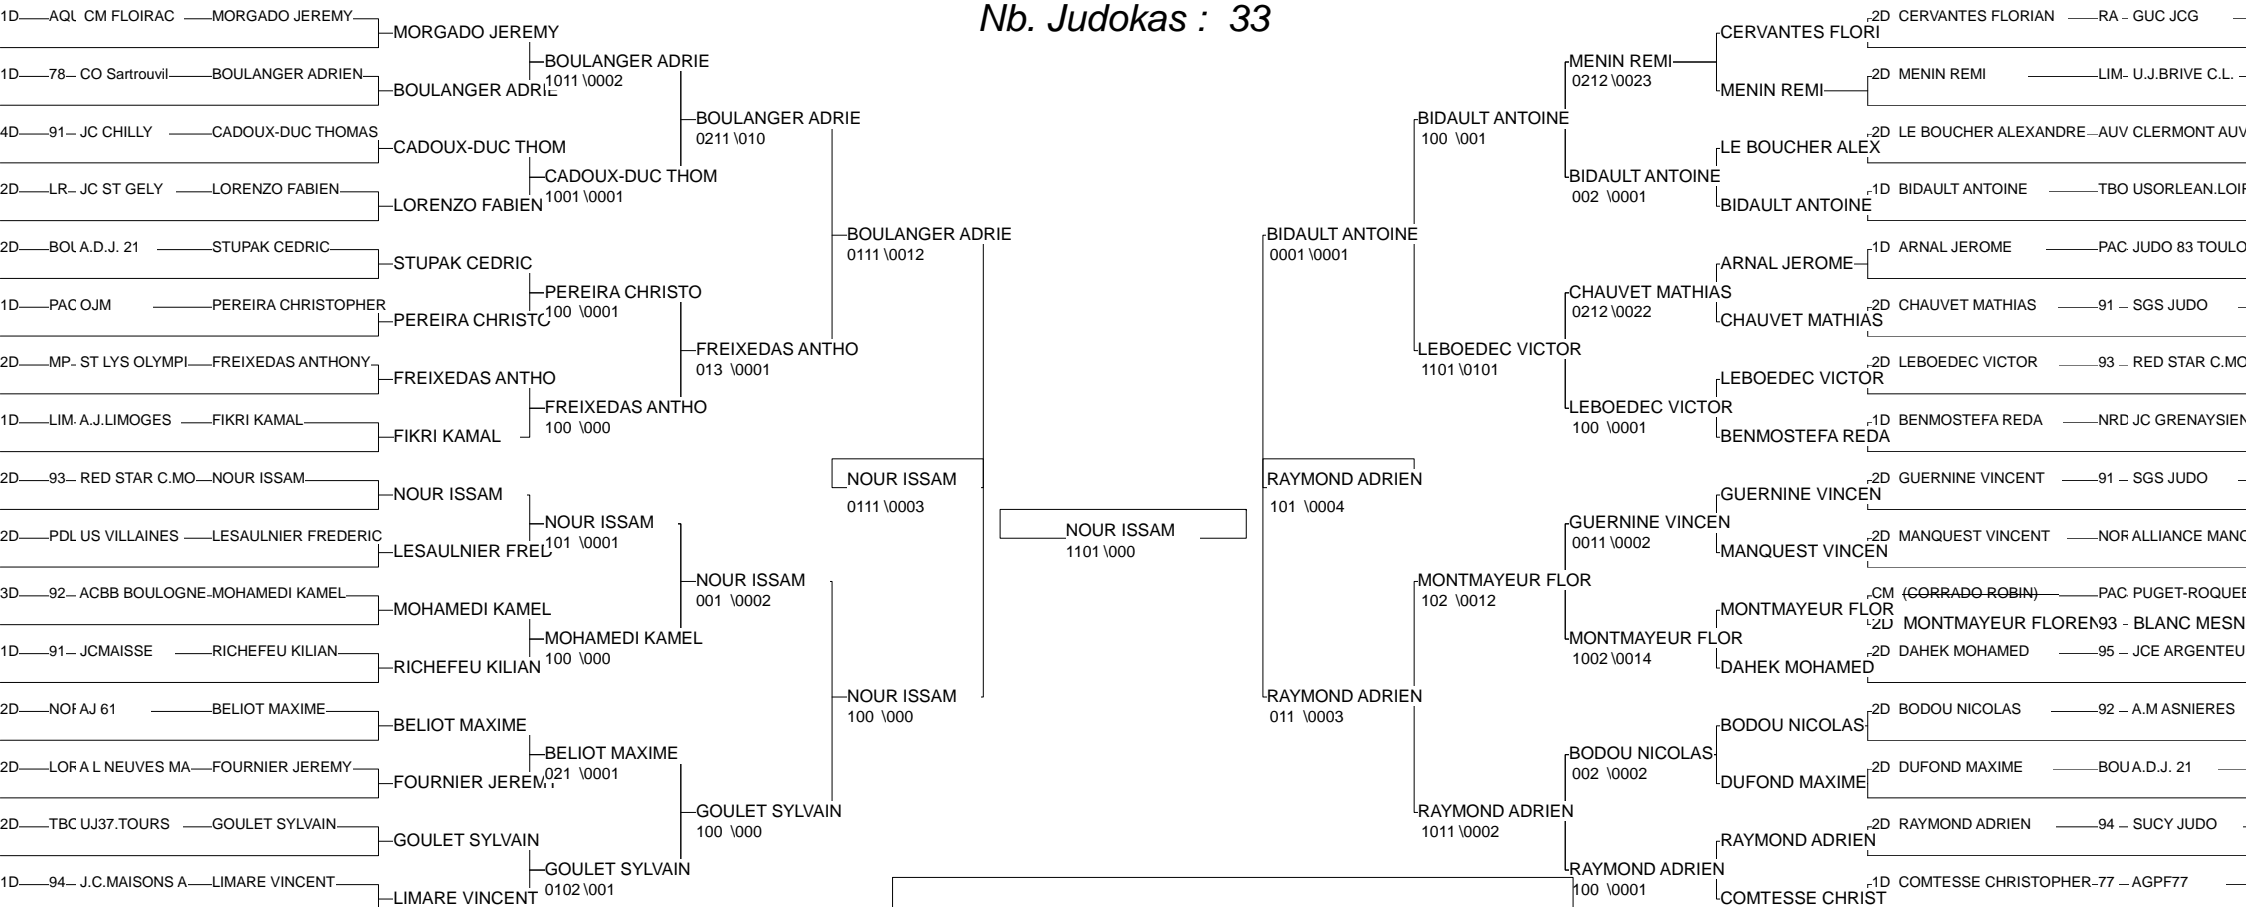 Nb. Judokas : 33
1D AQU CM FLOIRAC MORGADO JEREMY
1D 78 CO Sartrouvil BOULANGER ADRIEN
4D 91 JC CHILLY CADOUX-DUC THOMAS
2D LR JC ST GELY LORENZO FABIEN
2D BOU A.D.J. 21 STUPAK CEDRIC
1D PAC OJM PEREIRA CHRISTOPHER
2D MP ST LYS OLYMPI FREIXEDAS ANTHONY
1D LIM A.J.LIMOGES FIKRI KAMAL
2D 93 RED STAR C.MO NOUR ISSAM
2D PDL US VILLAINES LESAULNIER FREDERIC
3D 92 ACBB BOULOGNE MOHAMEDI KAMEL
1D 91 JCMAISSE RICHEFEU KILIAN
2D NOR AJ 61 BELIOT MAXIME
2D LOR A L NEUVES MA FOURNIER JEREMY
2D TBO UJ37.TOURS GOULET SYLVAIN
1D 94 J.C.MAISONS A LIMARE VINCENT
MORGADO JEREMY
BOULANGER ADRIE
CADOUX-DUC THOM
LORENZO FABIEN
STUPAK CEDRIC
PEREIRA CHRISTO
FREIXEDAS ANTHO
FIKRI KAMAL
NOUR ISSAM
LESAULNIER FRED
MOHAMEDI KAMEL
RICHEFEU KILIAN
BELIOT MAXIME
FOURNIER JEREMY
GOULET SYLVAIN
LIMARE VINCENT
BOULANGER ADRIE
1011 \0002
CADOUX-DUC THOM
1001 \0001
PEREIRA CHRISTO
100 \0001
FREIXEDAS ANTHO
100 \000
NOUR ISSAM
101 \0001
MOHAMEDI KAMEL
100 \000
BELIOT MAXIME
021 \0001
GOULET SYLVAIN
0102 \001
BOULANGER ADRIE
0211 \010
FREIXEDAS ANTHO
013 \0001
NOUR ISSAM
001 \0002
GOULET SYLVAIN
100 \000
BOULANGER ADRIE
0111 \0012
NOUR ISSAM
0111 \0003
NOUR ISSAM
100 \000
NOUR ISSAM
1101 \000
BIDAULT ANTOINE
0001 \0001
RAYMOND ADRIEN
101 \0004
RAYMOND ADRIEN
011 \0003
BIDAULT ANTOINE
100 \001
LEBOEDEC VICTOR
1101 \0101
MONTMAYEUR FLOR
102 \0012
RAYMOND ADRIEN
1011 \0002
MENIN REMI
0212 \0023
BIDAULT ANTOINE
002 \0001
CHAUVET MATHIAS
0212 \0022
LEBOEDEC VICTOR
100 \0001
GUERNINE VINCEN
0011 \0002
MONTMAYEUR FLOR
1002 \0014
BODOU NICOLAS
002 \0002
RAYMOND ADRIEN
100 \0001
CERVANTES FLORI
MENIN REMI
LE BOUCHER ALEX
BIDAULT ANTOINE
ARNAL JEROME
CHAUVET MATHIAS
LEBOEDEC VICTOR
BENMOSTEFA REDA
GUERNINE VINCEN
MANQUEST VINCEN
MONTMAYEUR FLOR
DAHEK MOHAMED
BODOU NICOLAS
DUFOND MAXIME
RAYMOND ADRIEN
COMTESSE CHRIST
2D CERVANTES FLORIAN RA GUC JCG
2D MENIN REMI LIM U.J.BRIVE C.L.
2D LE BOUCHER ALEXANDRE AUV CLERMONT AUV
1D BIDAULT ANTOINE TBO USORLEAN.LOIR
1D ARNAL JEROME PAC JUDO 83 TOULO
2D CHAUVET MATHIAS 91 SGS JUDO
2D LEBOEDEC VICTOR 93 RED STAR C.MO
1D BENMOSTEFA REDA NRD JC GRENAYSIEN
2D GUERNINE VINCENT 91 SGS JUDO
2D MANQUEST VINCENT NOR ALLIANCE MANC
CM (CORRADO ROBIN) PAC PUGET-ROQUEB
2D MONTMAYEUR FLOREN 93 - BLANC MESN
2D DAHEK MOHAMED 95 JCE ARGENTEU
2D BODOU NICOLAS 92 A.M ASNIERES
2D DUFOND MAXIME BOU A.D.J. 21
2D RAYMOND ADRIEN 94 SUCY JUDO
1D COMTESSE CHRISTOPHER 77 AGPF77